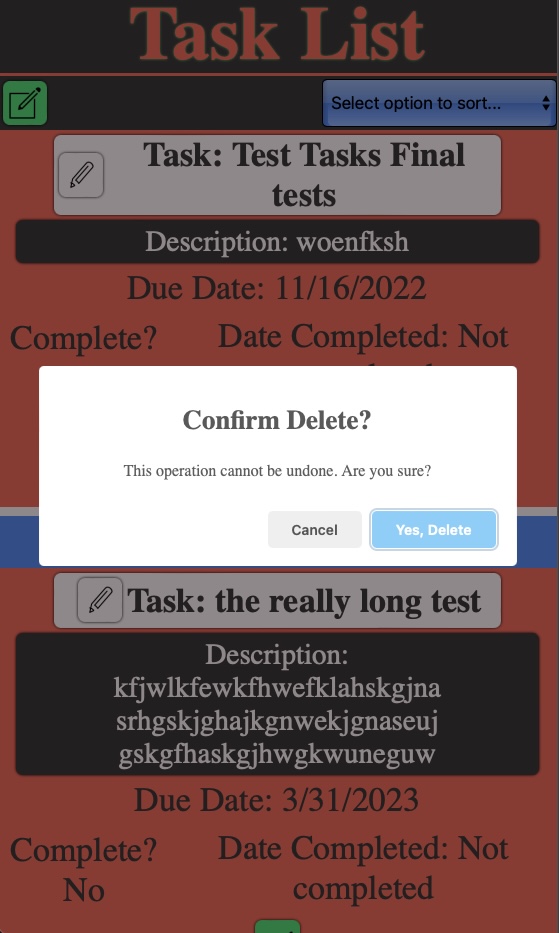 Task List
Select option to sort...
Task: Test Tasks Final
tests
Description: woenfksh
Due Date: 11/16/2022
Complete?
Date Completed: Not
Confirm Delete?
This operation cannot be undone. Are you sure?
Cancel
Yes, Delete
Task: the really long test
Description:
kfjwlkfewkfhwefklahskgjna
srhgskjghajkgnwekjgnaseuj
gskgfhaskgjhwgkwuneguw
Due Date: 3/31/2023
Complete?
No
Date Completed: Not
completed